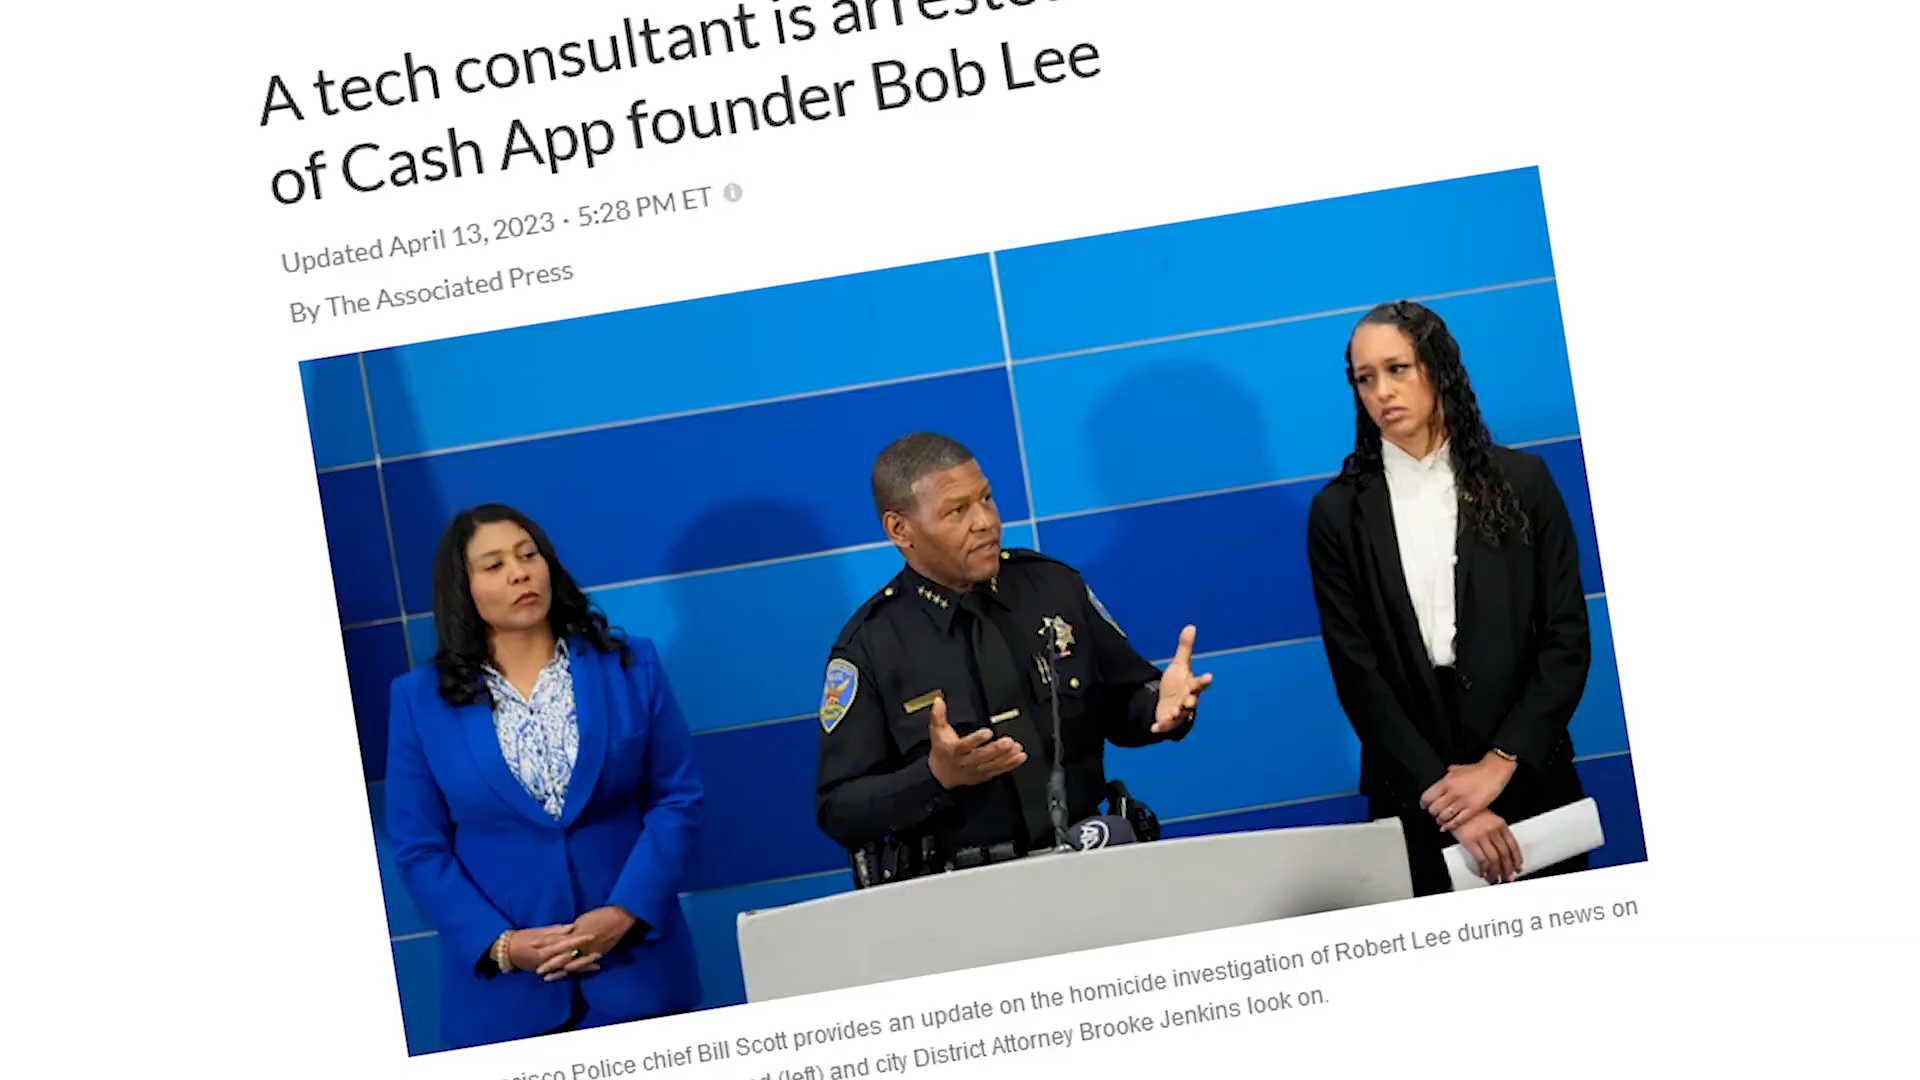 A tech consultant is arrested
of Cash App founder Bob Lee
Updated April 13, 2023 · 5:28 PM ET
By The Associated Press
Police chief Bill Scott provides an update on the homicide investigation of Robert Lee during a news on
(left) and city District Attorney Brooke Jenkins look on.